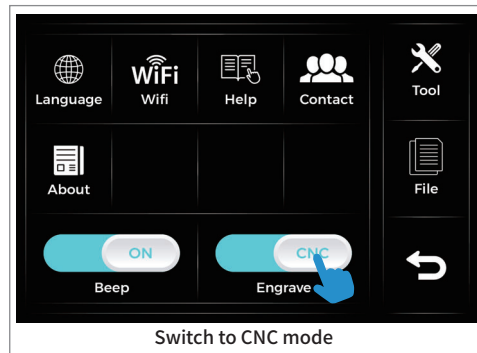 WiFi
Language
Wifi
Help
Contact
Tool
About
File
ON
CNC
Beep
Engrave
Switch to CNC mode